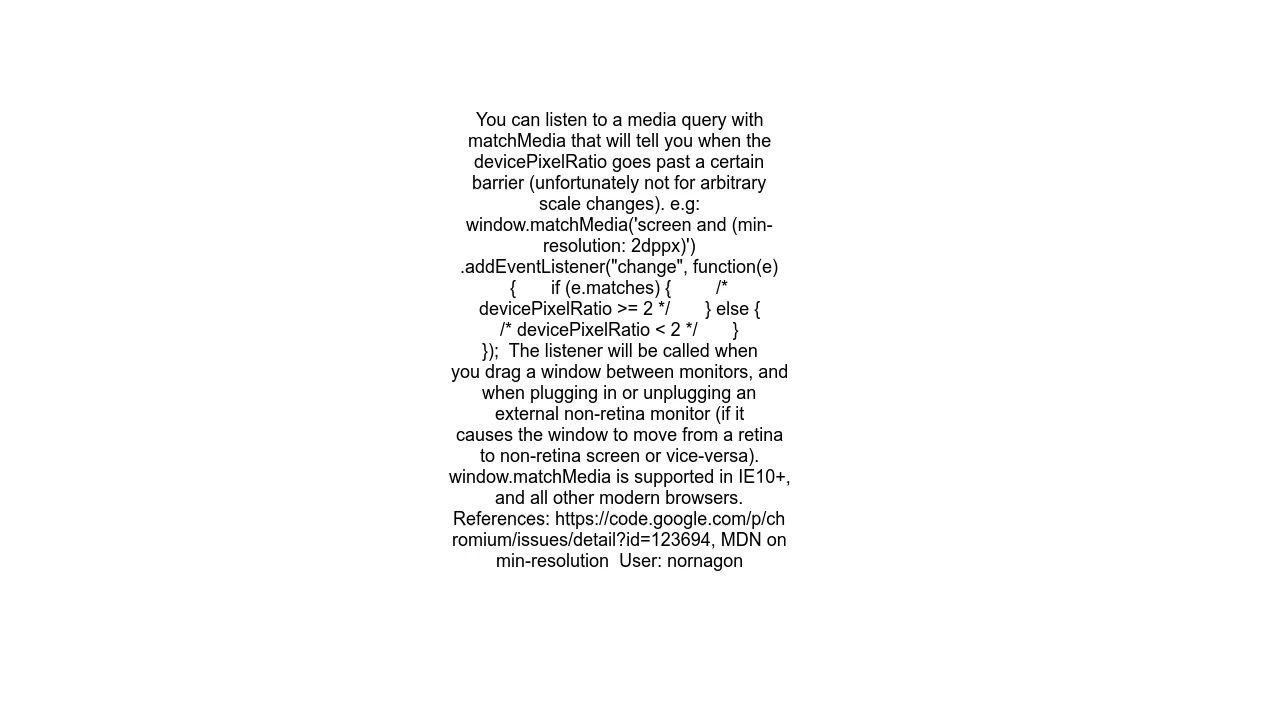 You can listen to a media query with
matchMedia that will tell you when the
devicePixelRatio goes past a certain
barrier (unfortunately not for arbitrary
scale changes). e.g:
window.matchMedia('screen and (min-
resolution: 2dppx)')
.addEventListener("change", function(e)
{       if (e.matches) {         /*
devicePixelRatio >= 2 */       } else {
/* devicePixelRatio < 2 */       }
});  The listener will be called when
you drag a window between monitors, and
when plugging in or unplugging an
external non-retina monitor (if it
causes the window to move from a retina
to non-retina screen or vice-versa).
window.matchMedia is supported in IE10+,
and all other modern browsers.
References: https://code.google.com/p/ch
romium/issues/detail?id=123694, MDN on
min-resolution  User: nornagon